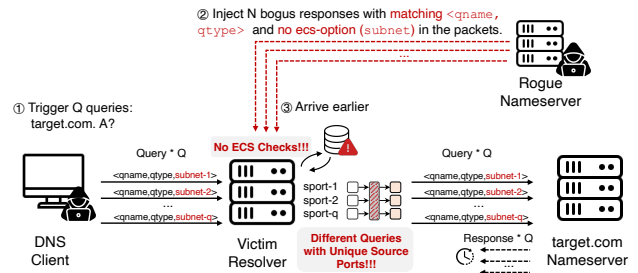 ② Inject N bogus responses with matching <qname,
qtype> and no ecs-option (subnet) in the packets.
...
Rogue
Nameserver
① Trigger Q queries:
target.com. A?
③ Arrive earlier
No ECS Checks!!!
Query * Q
<qname,qtype,subnet-1>
<qname,qtype,subnet-2>
...
<qname,qtype,subnet-q>
sport-1
sport-2
sport-q
Query * Q
<qname,qtype,subnet-1>
<qname,qtype,subnet-2>
...
<qname,qtype,subnet-q>
DNS
Client
Victim
Resolver
Different Queries
with Unique Source
Ports!!!
Response * Q
...
target.com
Nameserver